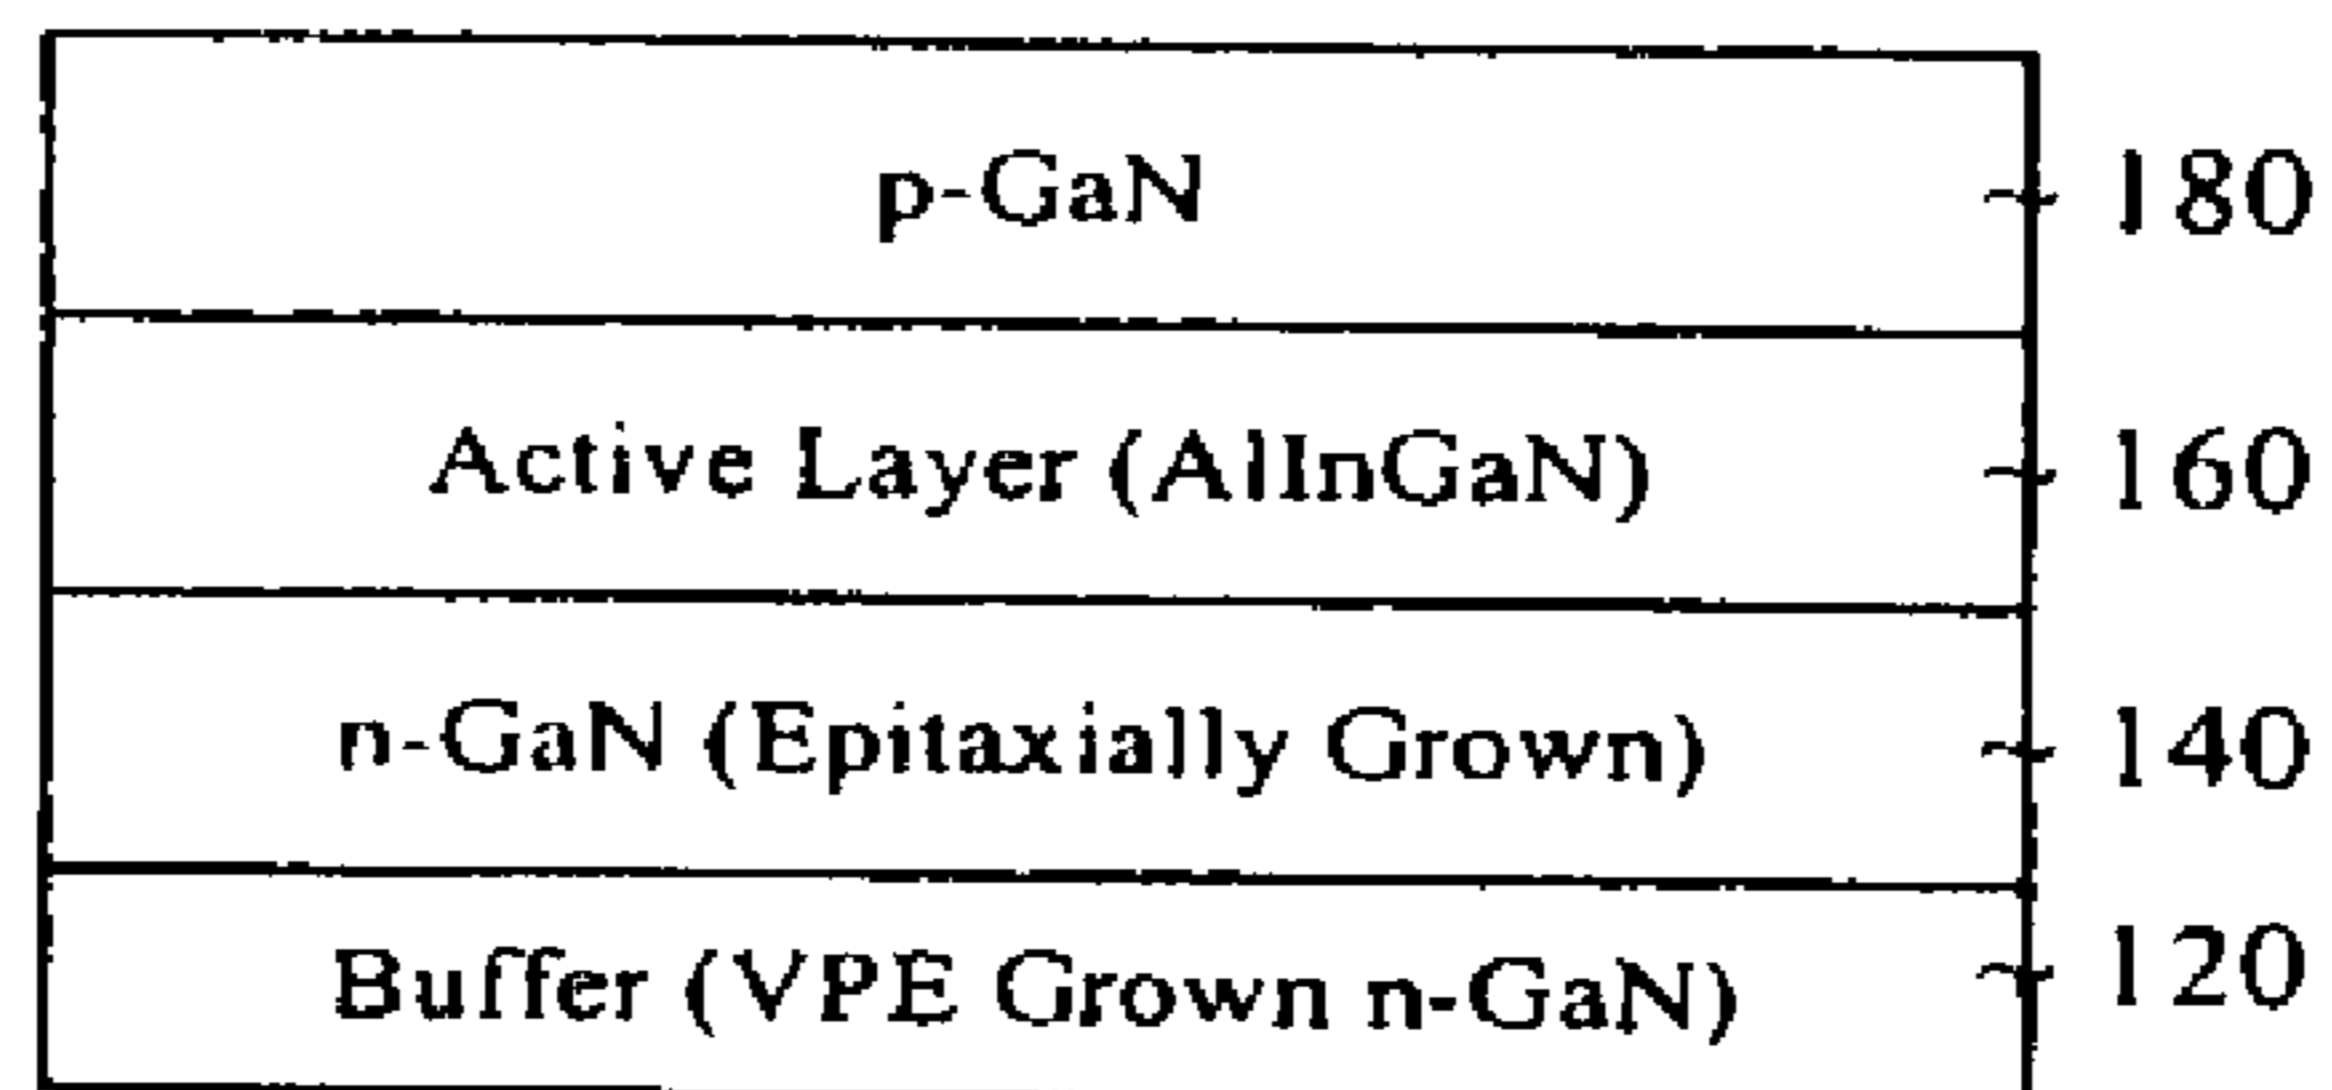 p-GaN 180
Active Layer (AlInGaN) 160
n-GaN (Epitaxially Grown) 140
Buffer (VPE Grown n-GaN) 120